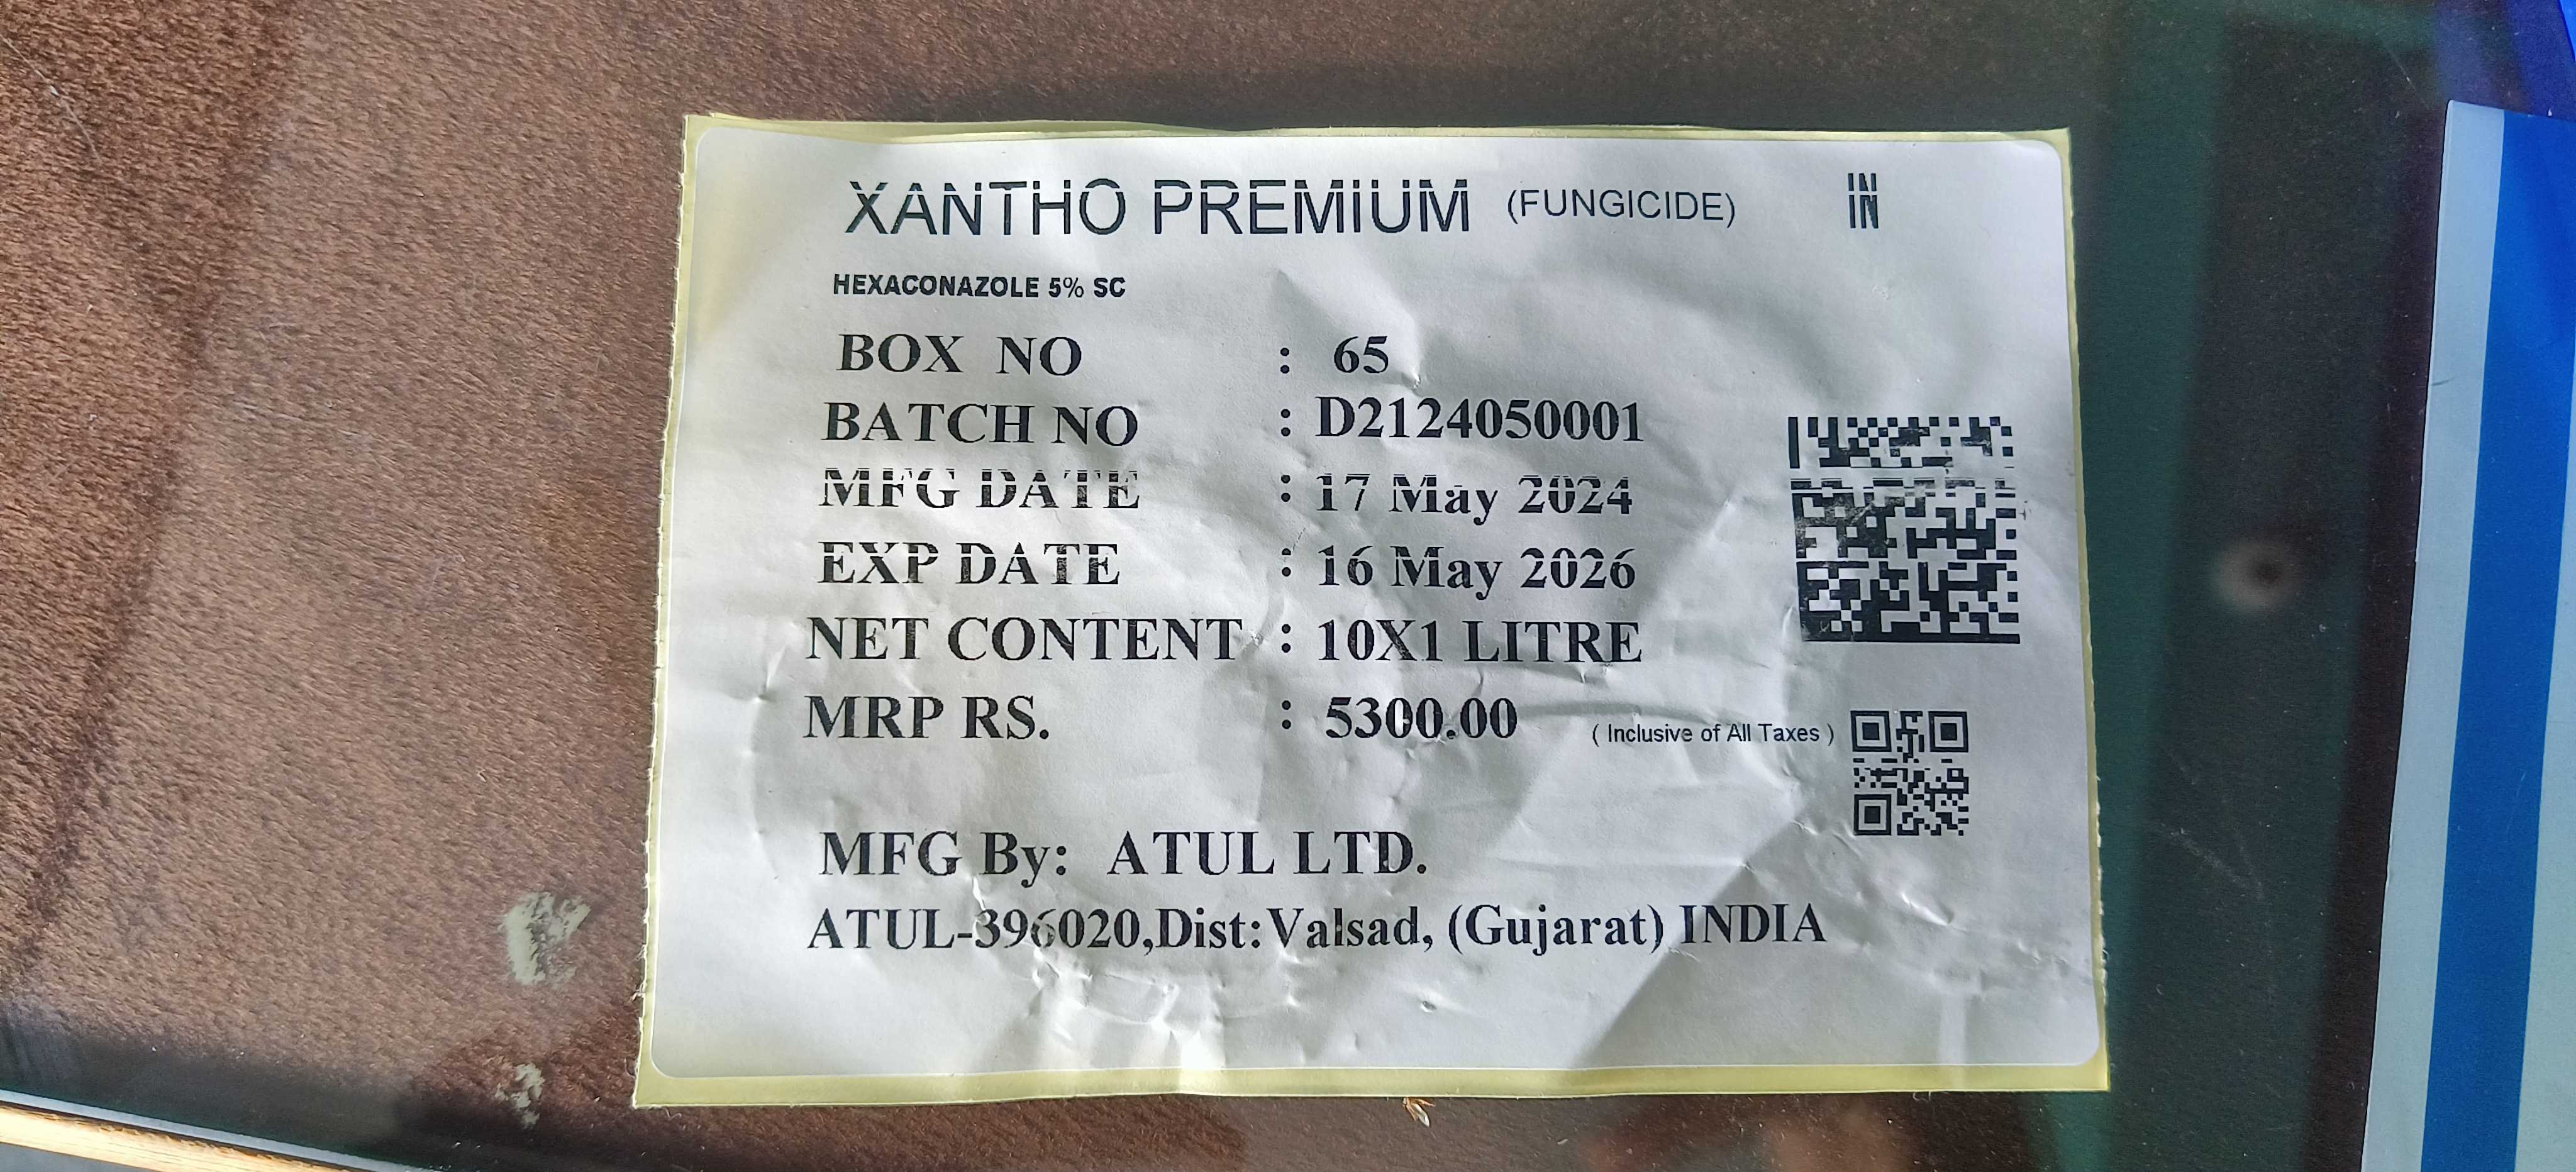 XANTHO PREMIUM (FUNGICIDE) IN
HEXACONAZOLE 5% SC
BOX NO : 65
BATCH NO : D2124050001
MFG DATE : 17 May 2024
EXP DATE : 16 May 2026
NET CONTENT : 10X1 LITRE
MRP RS. : 5300.00 ( Inclusive of All Taxes )
MFG By: ATUL LTD.
ATUL-396020,Dist:Valsad, (Gujarat) INDIA